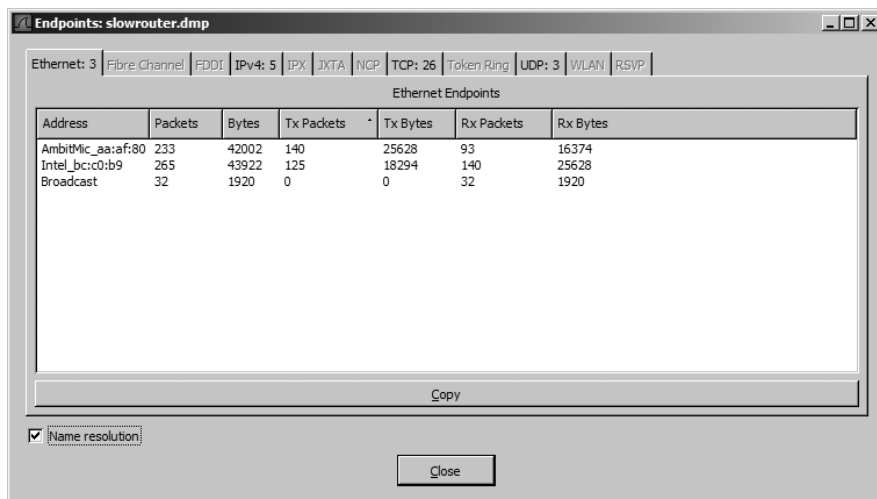 Endpoints: slowrouter.dmp
Ethernet: 3 Fibre Channel FDDI IPv4: 5 IPX JXTA NCP TCP: 26 Token Ring UDP: 3 WLAN RSVP
Ethernet Endpoints
Address Packets Bytes Tx Packets Tx Bytes Rx Packets Rx Bytes
AmbitMic_aa:af:80 233 42002 140 25628 93 16374
Intel_bc:c0:b9 265 43922 125 18294 140 25628
Broadcast 32 1920 0 0 32 1920
Copy
Name resolution
Close